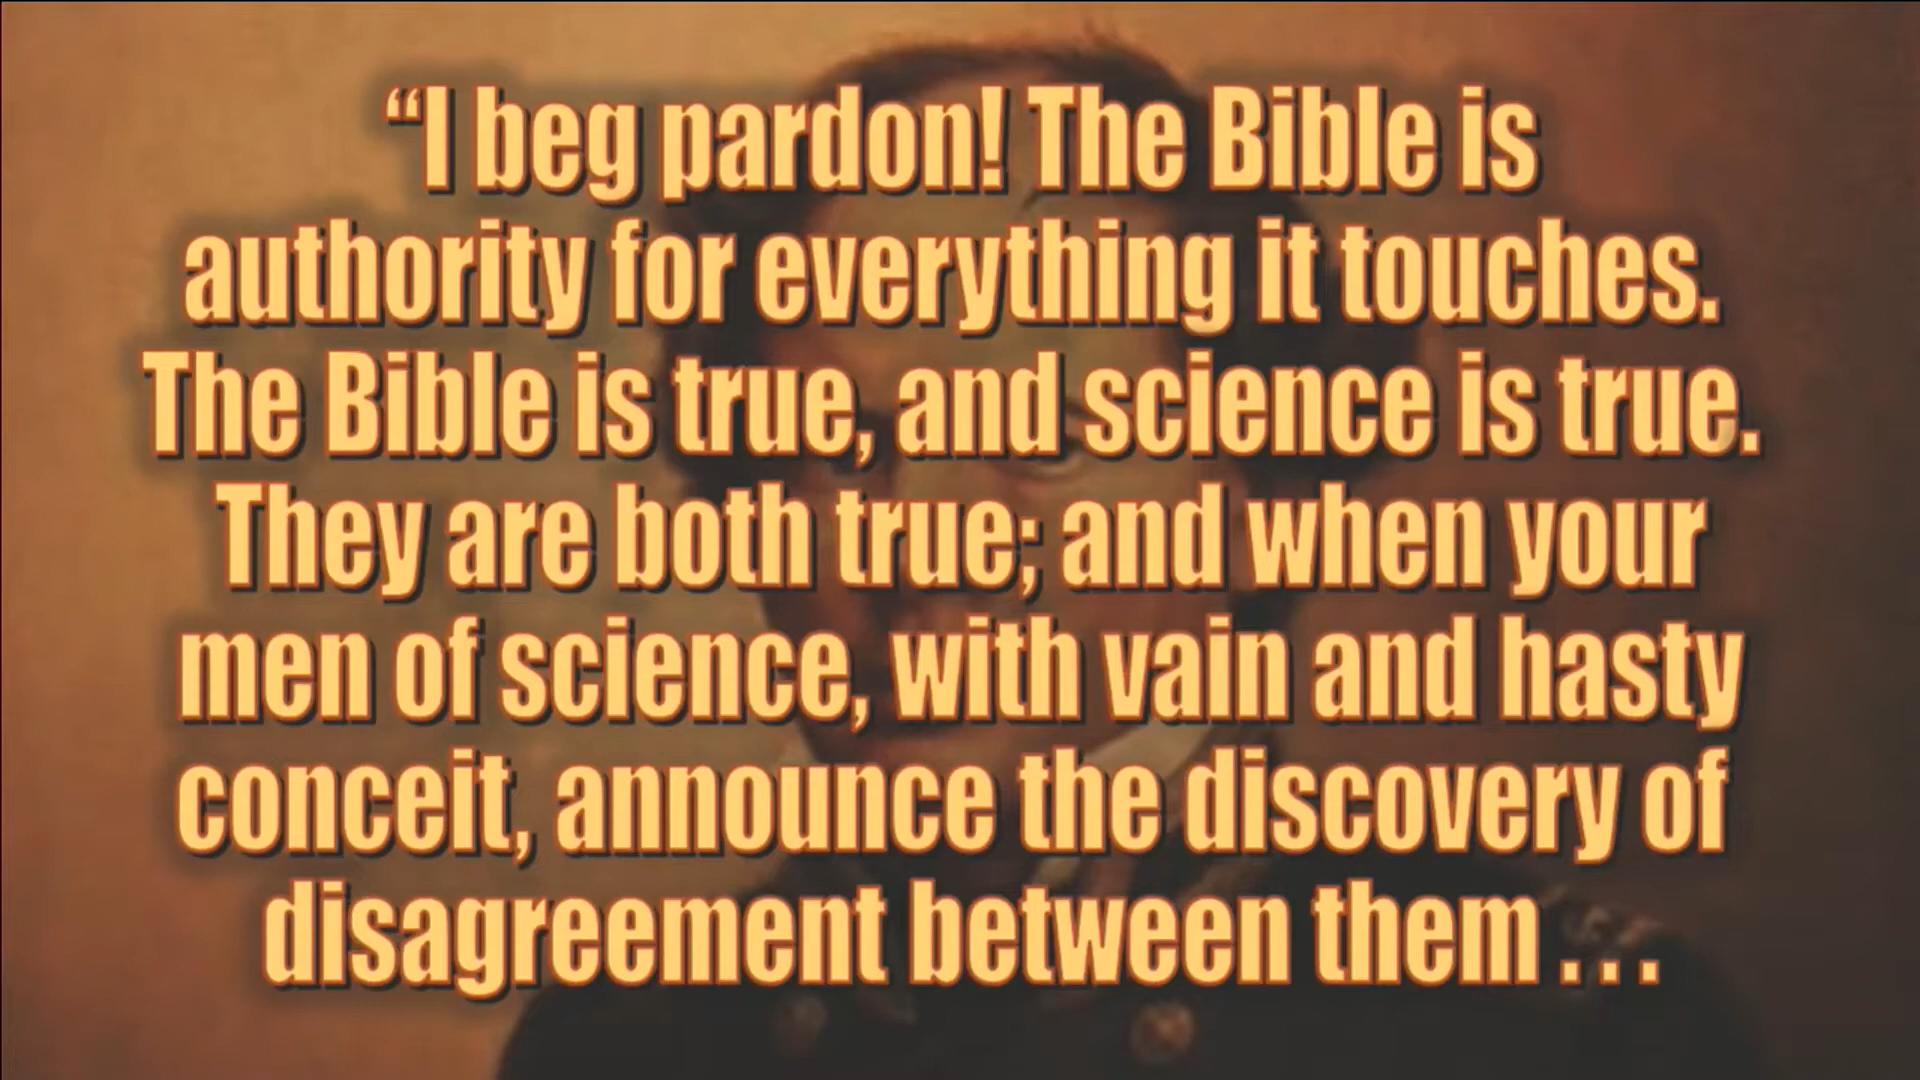 “I beg pardon! The Bible is
authority for everything it touches.
The Bible is true, and science is true.
They are both true; and when your
men of science, with vain and hasty
conceit, announce the discovery of
disagreement between them . . .